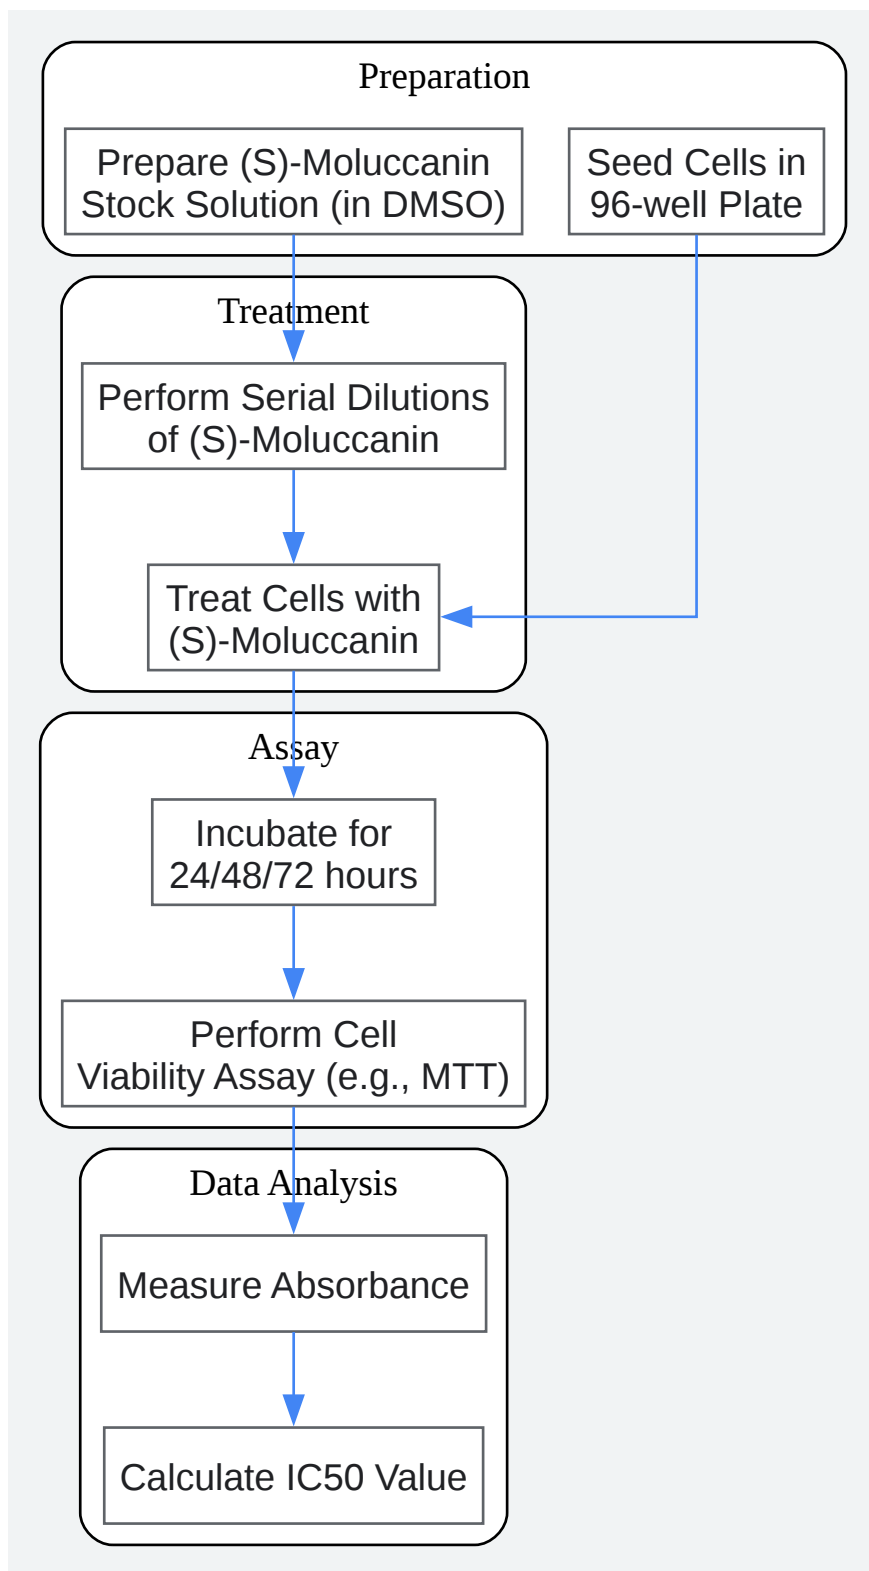 Preparation
Prepare (S)-Moluccanin
Stock Solution (in DMSO)
Seed Cells in
96-well Plate
Treatment
Perform Serial Dilutions
of (S)-Moluccanin
Treat Cells with
(S)-Moluccanin
Assay
Incubate for
24/48/72 hours
Perform Cell
Viability Assay (e.g., MTT)
Data Analysis
Measure Absorbance
Calculate IC50 Value